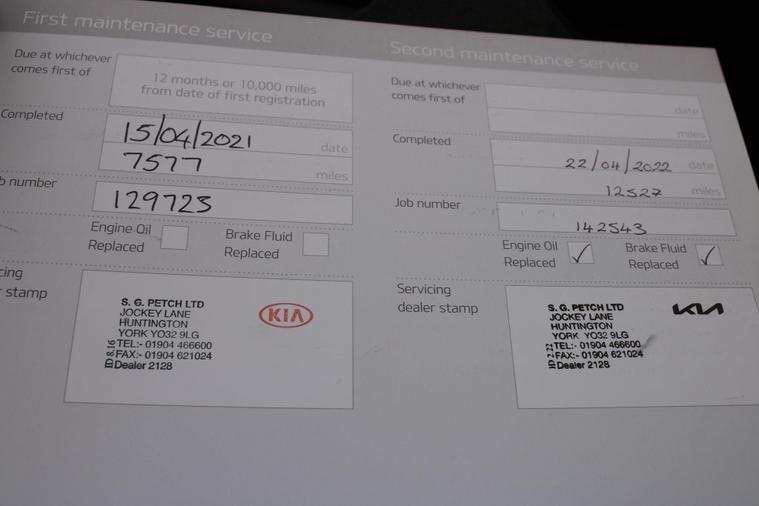 First maintenance service
Due at whichever
comes first of
12 months or 10,000 miles
from date of first registration
Completed
15/04/2021 date
7577 miles
b number
129723
Engine Oil
Replaced
Brake Fluid
Replaced
cing
r stamp
S. G. PETCH LTD
JOCKEY LANE
HUNTINGTON
YORK YO32 9LG
TEL:- 01904 466600
FAX:- 01904 621024
Dealer 2128
KIA
Second maintenance service
Due at whichever
comes first of
date
miles
Completed
22/04/2022 date
12527 miles
Job number
142543
Engine Oil
Replaced
Brake Fluid
Replaced
Servicing
dealer stamp
S. G. PETCH LTD
JOCKEY LANE
HUNTINGTON
YORK YO32 9LG
TEL:- 01904 466600
FAX:- 01904 621024
Dealer 2128
KIA